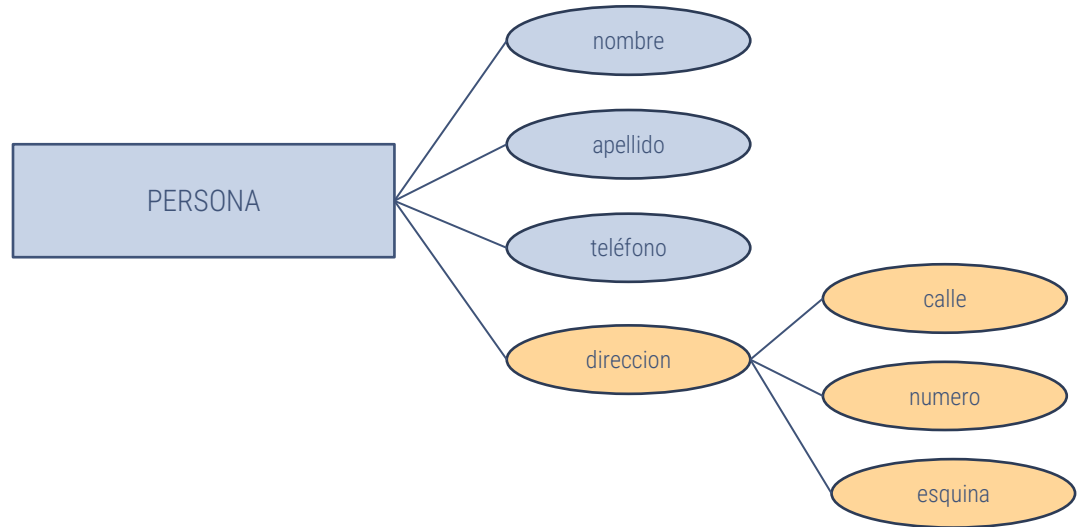 nombre
apellido
PERSONA
teléfono
calle
direccion
numero
esquina